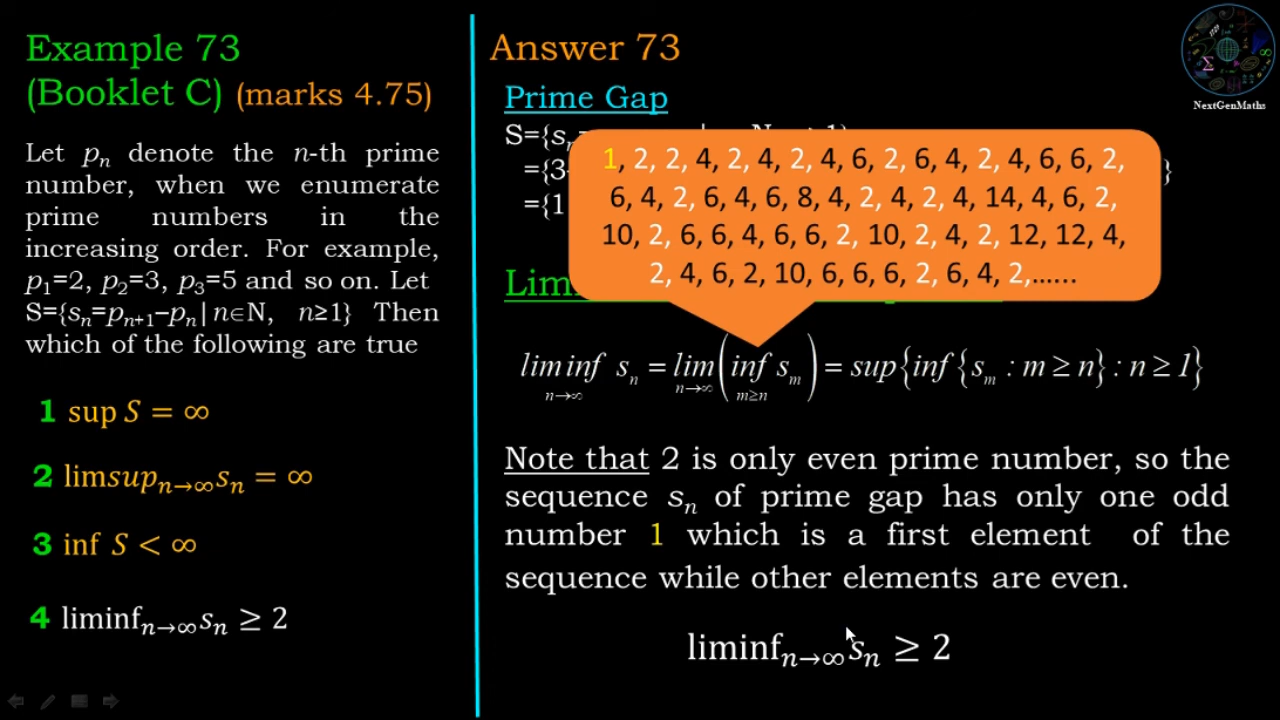 Example 73
(Booklet C) (marks 4.75)
Let pₙ denote the n-th prime
number, when we enumerate
prime numbers in the
increasing order. For example,
p₁=2, p₂=3, p₃=5 and so on. Let
S={sₙ=pₙ₊₁–pₙ|n∈N, n≥1} Then
which of the following are true
1 sup S = ∞
2 limsupₙ→∞sₙ = ∞
3 inf S < ∞
4 liminfₙ→∞sₙ ≥ 2
Answer 73
NextGenMaths
Prime Gap
S={sₙ
={3
={1
1, 2, 2, 4, 2, 4, 2, 4, 6, 2, 6, 4, 2, 4, 6, 6, 2,
6, 4, 2, 6, 4, 6, 8, 4, 2, 4, 2, 4, 14, 4, 6, 2,
10, 2, 6, 6, 4, 6, 6, 2, 10, 2, 4, 2, 12, 12, 4,
2, 4, 6, 2, 10, 6, 6, 6, 2, 6, 4, 2,......
lim inf sₙ = lim (inf sₘ) = sup{inf{sₘ : m ≥ n} : n ≥ 1}
n→∞ n→∞ m≥n
Note that 2 is only even prime number, so the
sequence sₙ of prime gap has only one odd
number 1 which is a first element of the
sequence while other elements are even.
liminfₙ→∞sₙ ≥ 2